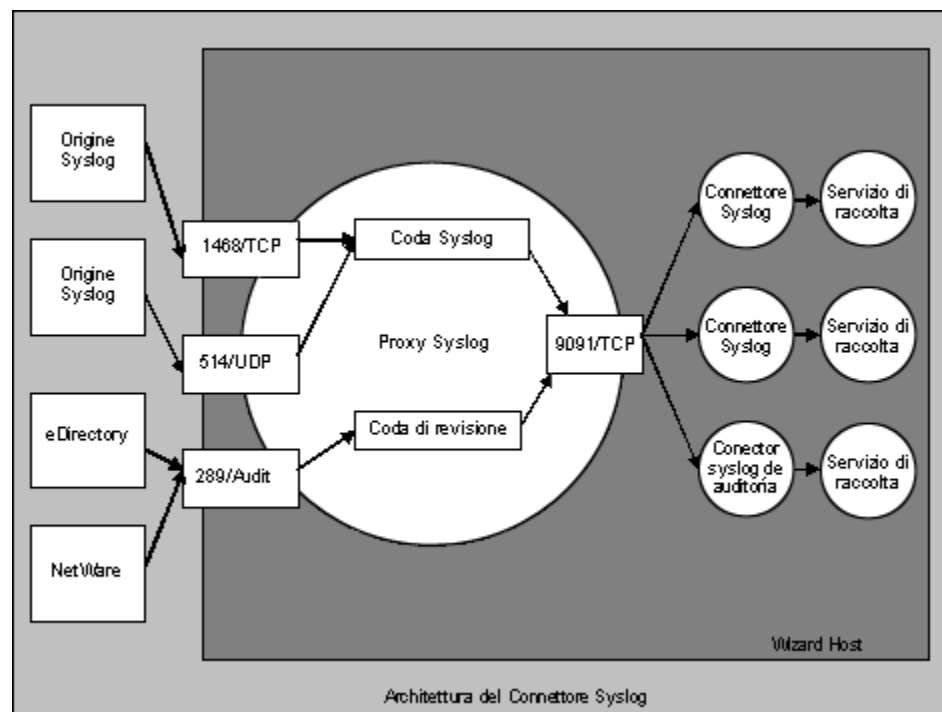 Origine
Syslog
Origine
Syslog
eDirectory
NetWare
1468/TCP
514/UDP
289/Audit
Coda Syslog
Proxy Syslog
Coda di revisione
9091/TCP
Connettore
Syslog
Servizio di
raccolta
Connettore
Syslog
Servizio di
raccolta
Conector
syslog de
auditoría
Servizio di
raccolta
Wizard Host
Architettura del Connettore Syslog